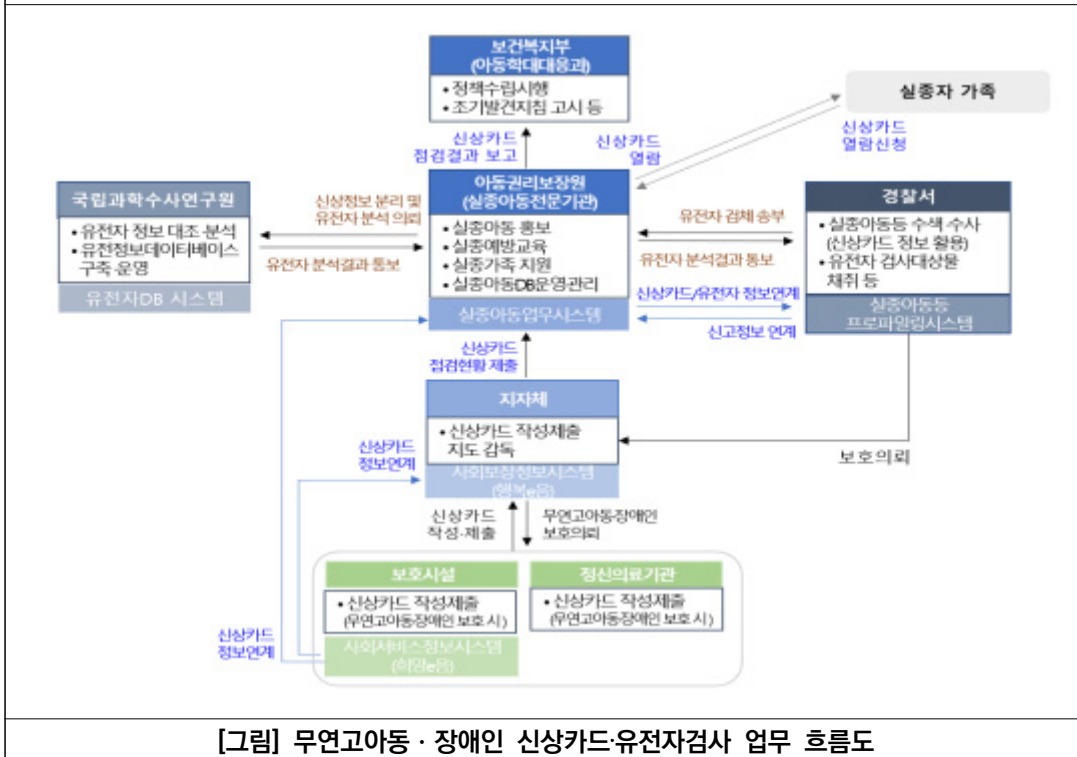 보건복지부
(아동학대대응과)
• 정책수립시행
• 조기발견지침 고시 등
실종자 가족
신상카드
점검결과 보고
신상카드
열람
신상카드
열람신청
국립과학수사연구원
• 유전자 정보 대조 분석
• 유전정보데이터베이스
구축 운영
유전자DB 시스템
신상정보 분리 및
유전자 분석 의뢰
유전자 분석결과 통보
아동권리보장원
(실종아동전문기관)
• 실종아동 홍보
• 실종예방교육
• 실종가족 지원
• 실종아동DB운영관리
실종아동업무시스템
유전자 검체 송부
유전자 분석결과 통보
신상카드/유전자 정보연계
신고정보 연계
경찰서
• 실종아동등 수색 수사
(신상카드 정보 활용)
• 유전자 검사대상물
채취 등
실종아동등
프로파일링시스템
신상카드
점검현황 제출
지자체
• 신상카드 작성제출
지도 감독
사회보장정보시스템
(행복e음)
신상카드
정보연계
보호의뢰
신상카드
작성·제출
무연고아동장애인
보호의뢰
보호시설
• 신상카드 작성제출
(무연고아동장애인 보호 시)
사회서비스정보시스템
(희망e음)
정신의료기관
• 신상카드 작성제출
(무연고아동장애인 보호 시)
신상카드
정보연계
[그림] 무연고아동 · 장애인 신상카드·유전자검사 업무 흐름도